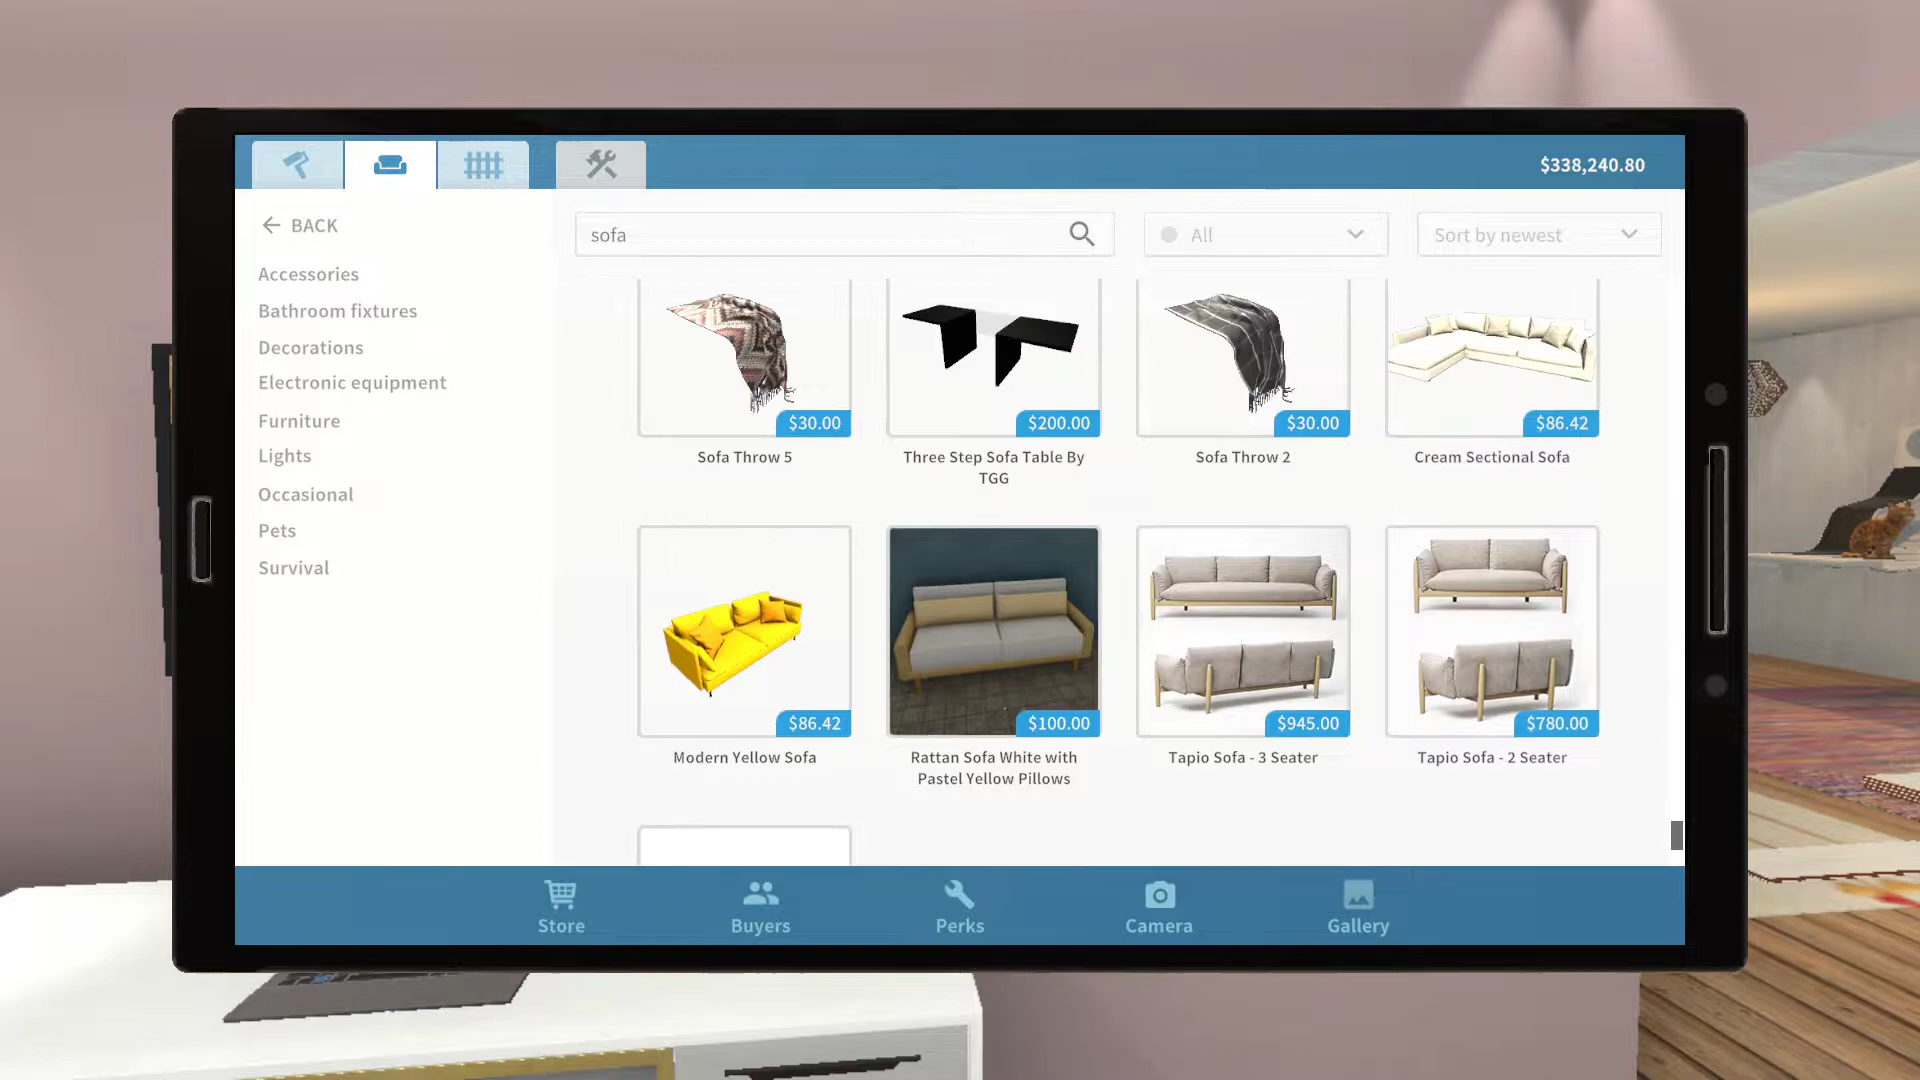 $338,240.80
BACK
Accessories
Bathroom fixtures
Decorations
Electronic equipment
Furniture
Lights
Occasional
Pets
Survival
sofa
All
Sort by newest
$30.00
$200.00
$30.00
$86.42
Sofa Throw 5
Three Step Sofa Table By
TGG
Sofa Throw 2
Cream Sectional Sofa
$86.42
$100.00
$945.00
$780.00
Modern Yellow Sofa
Rattan Sofa White with
Pastel Yellow Pillows
Tapio Sofa - 3 Seater
Tapio Sofa - 2 Seater
Store
Buyers
Perks
Camera
Gallery